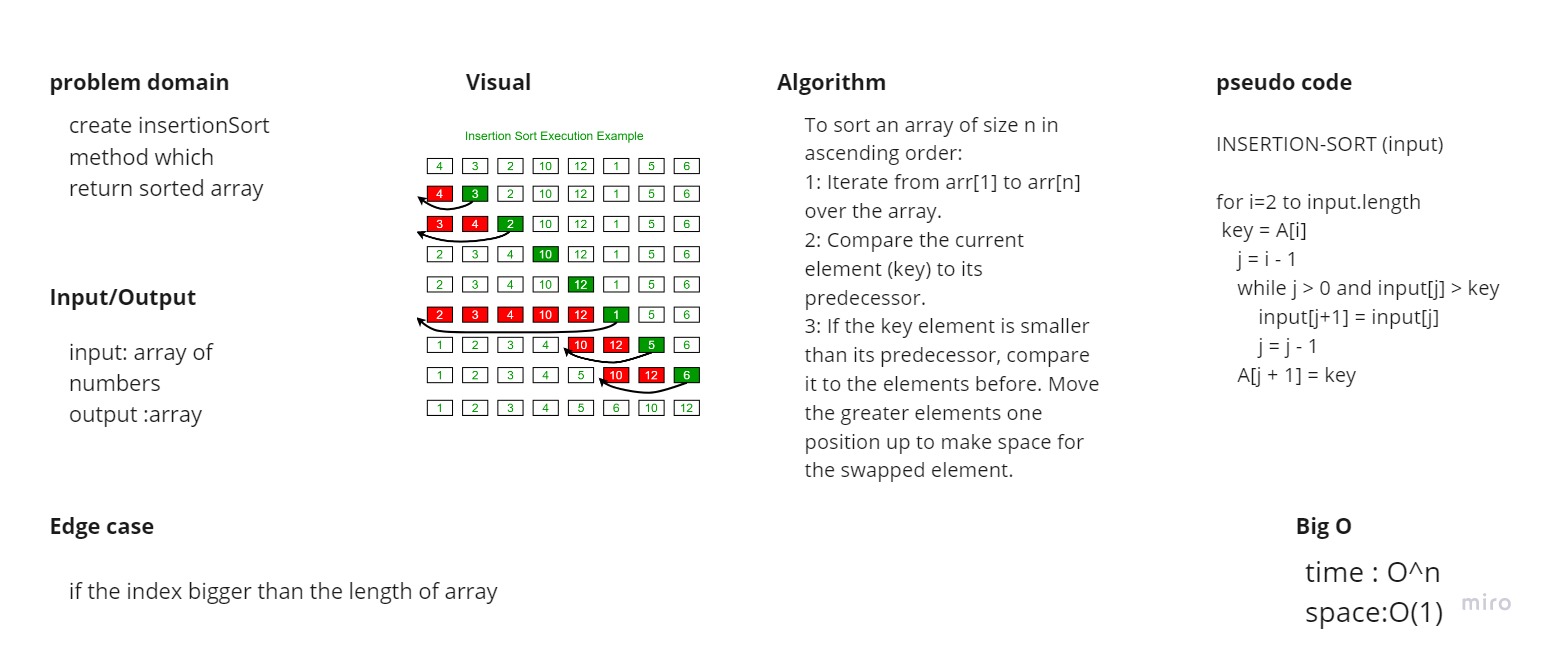 problem domain
create insertionSort
method which
return sorted array
Input/Output
input: array of
numbers
output :array
Edge case
if the index bigger than the length of array
Visual
Insertion Sort Execution Example
4 3 2 10 12 1 5 6
4 3 2 10 12 1 5 6
3 4 2 10 12 1 5 6
2 3 4 10 12 1 5 6
2 3 4 10 12 1 5 6
2 3 4 10 12 1 5 6
1 2 3 4 10 12 5 6
1 2 3 4 5 10 12 6
1 2 3 4 5 6 10 12
Algorithm
To sort an array of size n in
ascending order:
1: Iterate from arr[1] to arr[n]
over the array.
2: Compare the current
element (key) to its
predecessor.
3: If the key element is smaller
than its predecessor, compare
it to the elements before. Move
the greater elements one
position up to make space for
the swapped element.
pseudo code
INSERTION-SORT (input)
for i=2 to input.length
key = A[i]
j = i - 1
while j > 0 and input[j] > key
input[j+1] = input[j]
j = j - 1
A[j + 1] = key
Big O
time : O^n
space:O(1)
miro